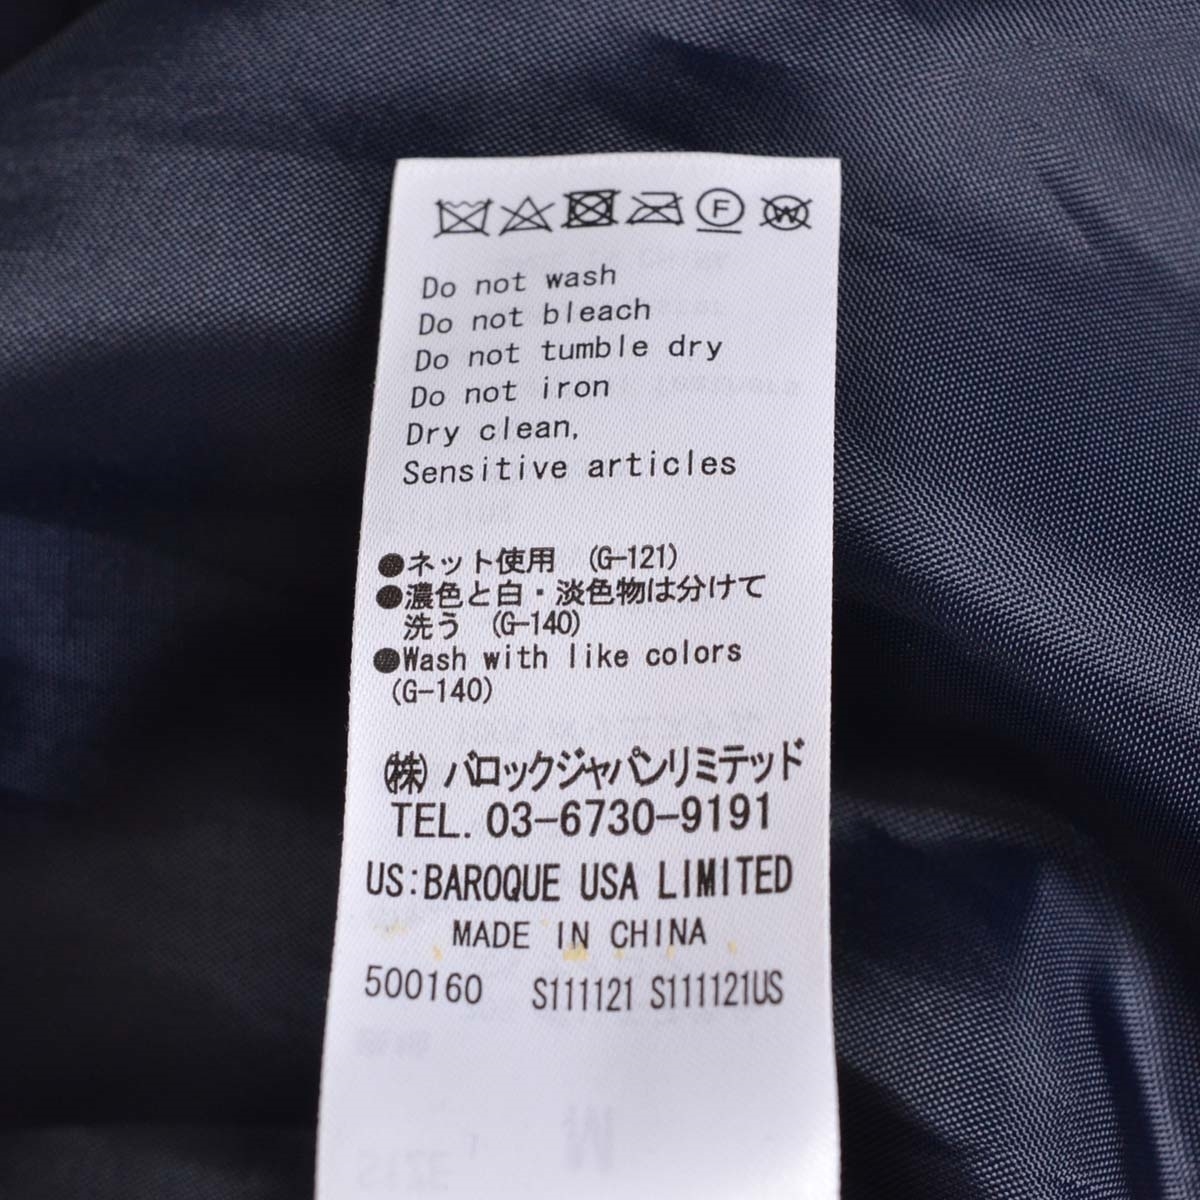 F W
Do not wash
Do not bleach
Do not tumble dry
Do not iron
Dry clean,
Sensitive articles
●ネット使用 (G-121)
●濃色と白・淡色物は分けて
洗う (G-140)
●Wash with like colors
(G-140)
(株) バロックジャパンリミテッド
TEL. 03-6730-9191
US:BAROQUE USA LIMITED
MADE IN CHINA
500160 S111121 S111121US